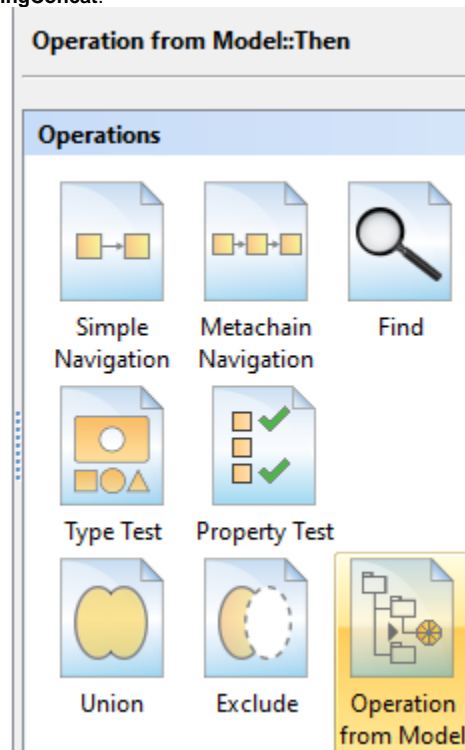 ingConcat.
Operation from Model::Then
Operations
Simple
Navigation
Metachain
Navigation
Find
Type Test
Property Test
Union
Exclude
Operation
from Model